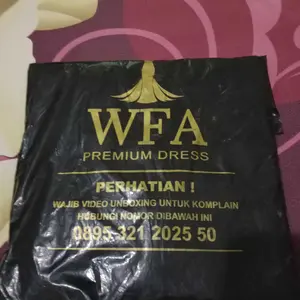 WFA
PREMIUM DRESS
PERHATIAN !
WAJIB VIDEO UNBOXING UNTUK KOMPLAIN
HUBUNGI NOMOR DIBAWAH INI
0895 321 2025 50